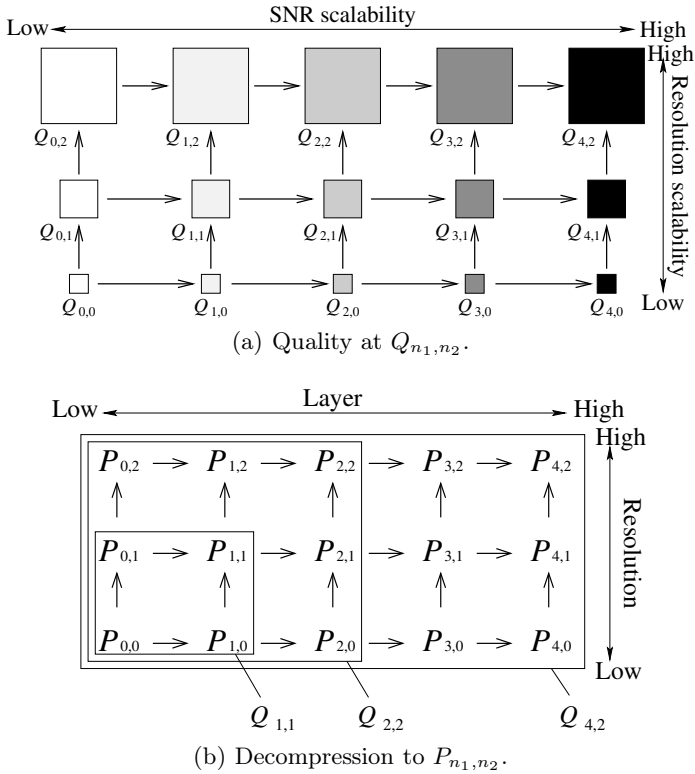 SNR scalability
Low High
High
Q0,2 Q1,2 Q2,2 Q3,2 Q4,2
Resolution scalability
Q0,1 Q1,1 Q2,1 Q3,1 Q4,1
Low
Q0,0 Q1,0 Q2,0 Q3,0 Q4,0
(a) Quality at Qn1,n2.
Layer
Low High
High
P0,2 P1,2 P2,2 P3,2 P4,2
Resolution
P0,1 P1,1 P2,1 P3,1 P4,1
P0,0 P1,0 P2,0 P3,0 P4,0
Low
Q 1,1 Q 2,2 Q 4,2
(b) Decompression to Pn1,n2.